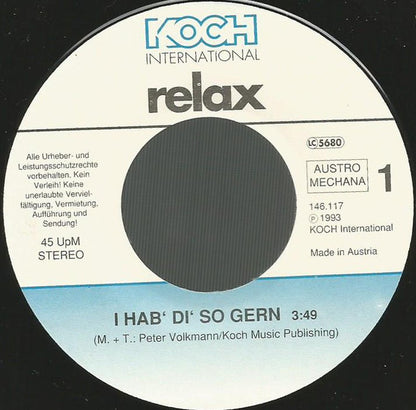 KOCH
INTERNATIONAL
relax
Alle Urheber- und
Leistungsschutzrechte
vorbehalten. Kein
Verleih! Keine
unerlaubte Verviel-
fältigung, Vermietung,
Aufführung und
Sendung!
45 UpM
STEREO
LC 5680
AUSTRO
MECHANA
1
146.117
Ⓟ 1993
KOCH International
Made in Austria
I HAB' DI' SO GERN 3:49
(M. + T.: Peter Volkmann/Koch Music Publishing)